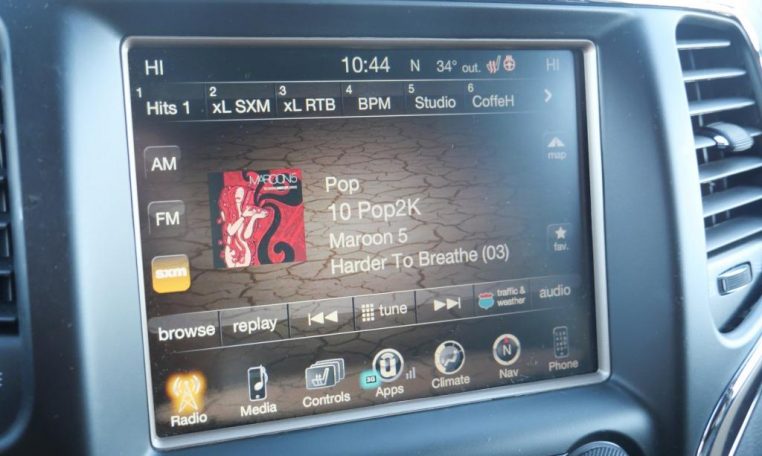 HI 10:44 N 34° out. HI
1 Hits 1 2 xL SXM 3 xL RTB 4 BPM 5 Studio 6 CoffeH
AM
map
MAROON5
Pop
FM
10 Pop2K
Maroon 5
fav.
sxm
Harder To Breathe (03)
browse replay tune traffic & weather audio
Radio Media Controls 3G Apps Climate N Nav Phone